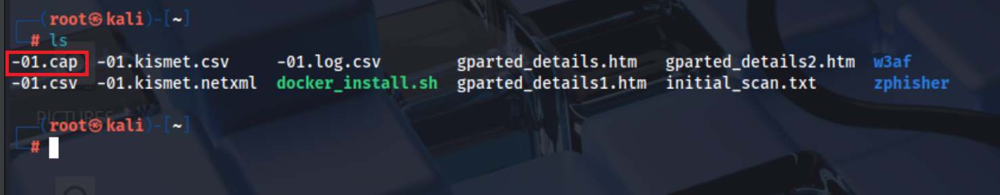 (root㉿kali)-[~]
# ls
-01.cap -01.kismet.csv -01.log.csv gparted_details.htm gparted_details2.htm w3af
-01.csv -01.kismet.netxml docker_install.sh gparted_details1.htm initial_scan.txt zphisher
PICTURES
(root㉿kali)-[~]
#